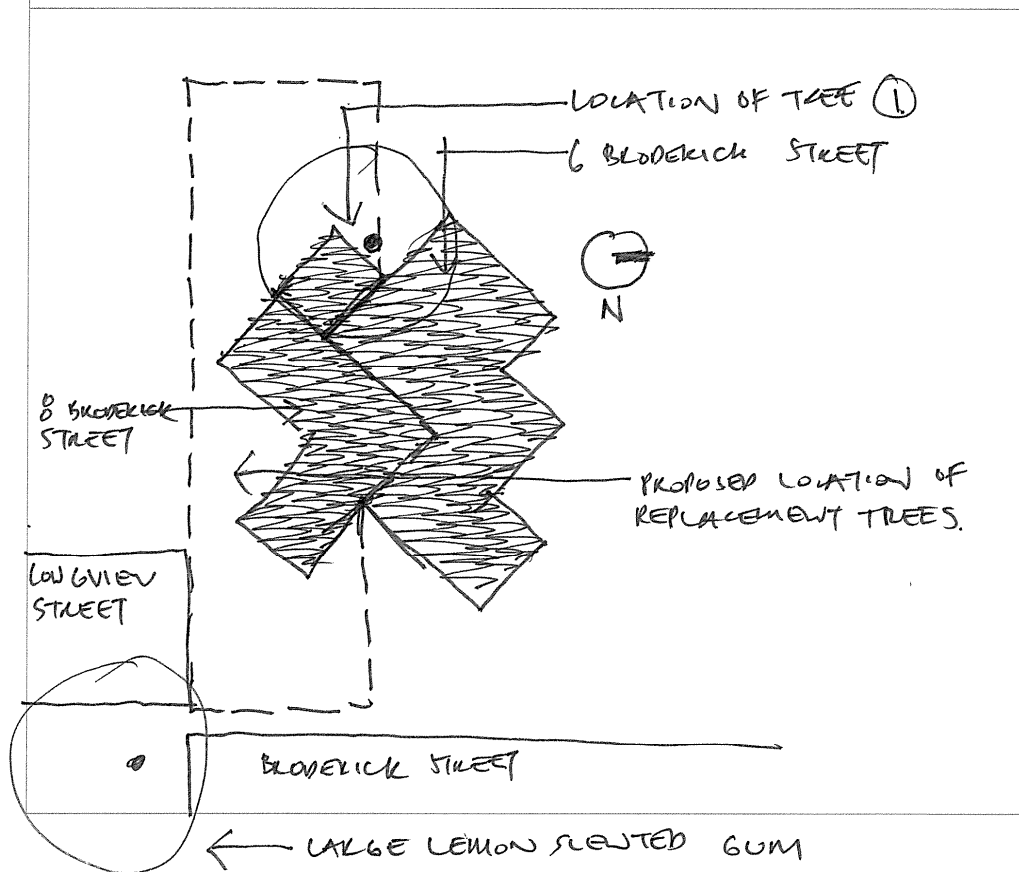 LOCATION OF TREE 1
6 BRODERICK STREET
N
8 BRODERICK
STREET
PROPOSED LOCATION OF
REPLACEMENT TREES.
LONGVIEW
STREET
BRODERICK STREET
LARGE LEMON SCENTED GUM